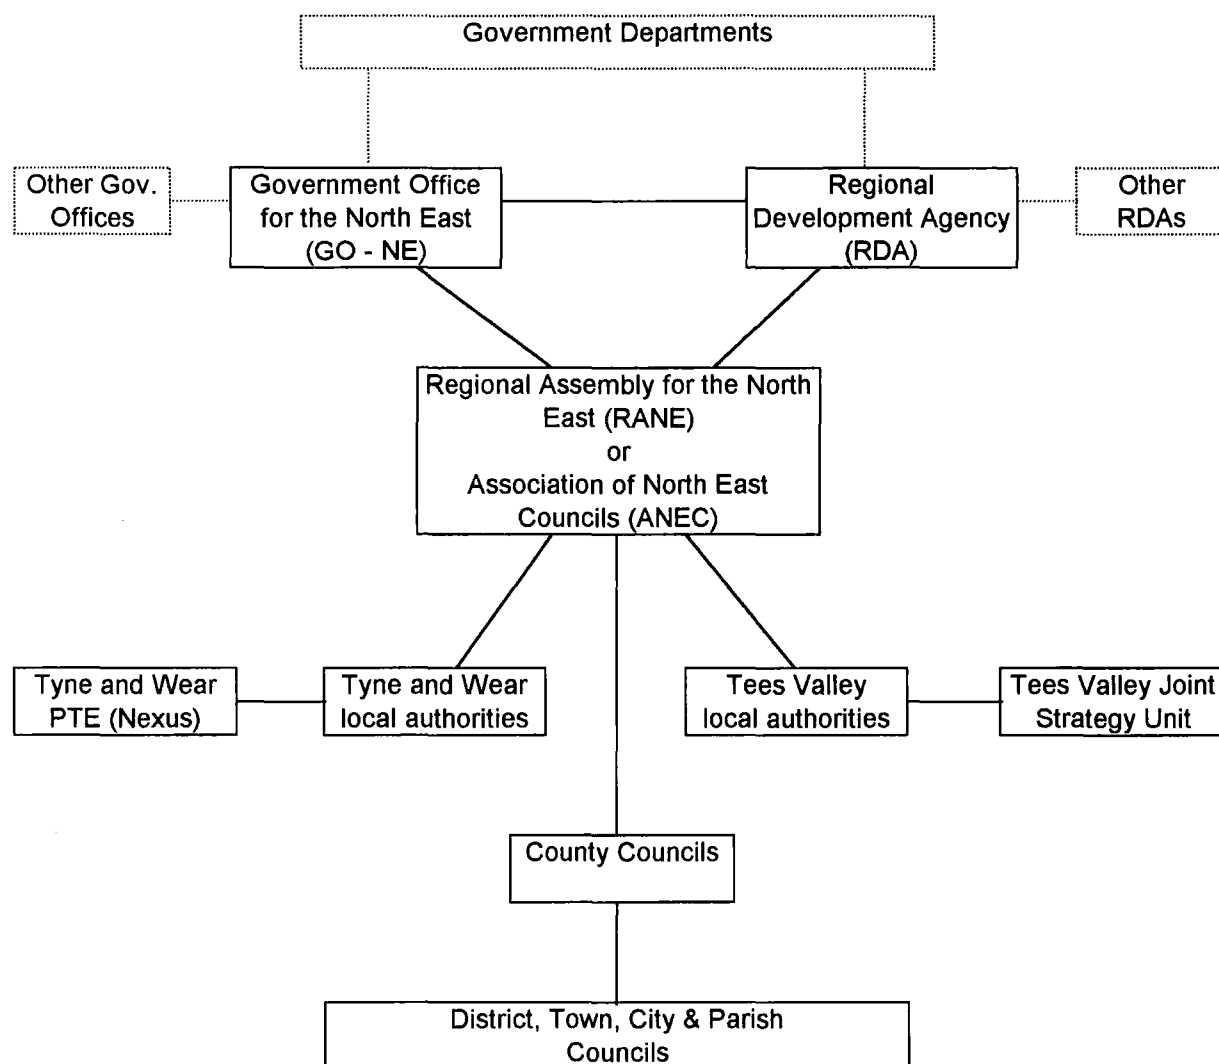 Government Departments
Other Gov.
Offices
Government Office
for the North East
(GO - NE)
Regional
Development Agency
(RDA)
Other
RDAs
Regional Assembly for the North
East (RANE)
or
Association of North East
Councils (ANEC)
Tyne and Wear
PTE (Nexus)
Tyne and Wear
local authorities
Tees Valley
local authorities
Tees Valley Joint
Strategy Unit
County Councils
District, Town, City & Parish
Councils